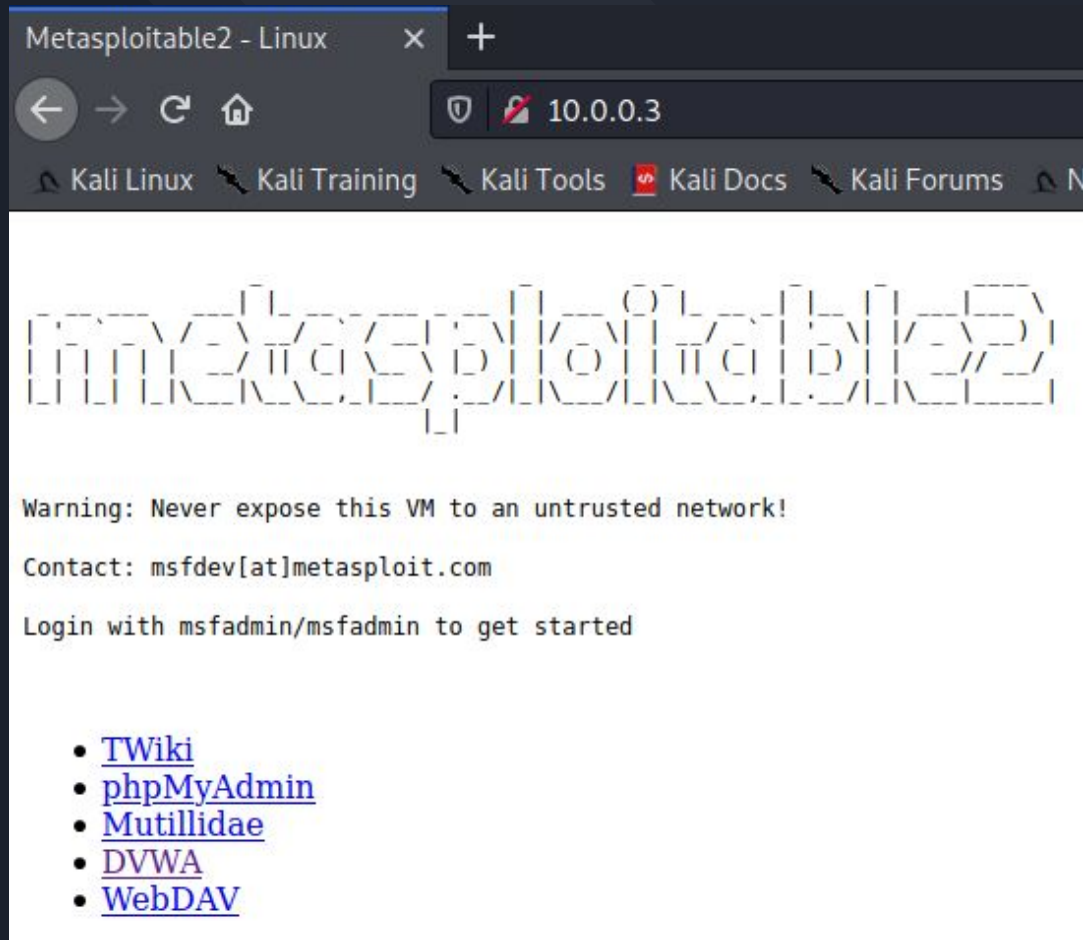 Metasploitable2 - Linux
10.0.0.3
Kali Linux Kali Training Kali Tools Kali Docs Kali Forums N
metasploitable2
Warning: Never expose this VM to an untrusted network!
Contact: msfdev[at]metasploit.com
Login with msfadmin/msfadmin to get started
TWiki
phpMyAdmin
Mutillidae
DVWA
WebDAV